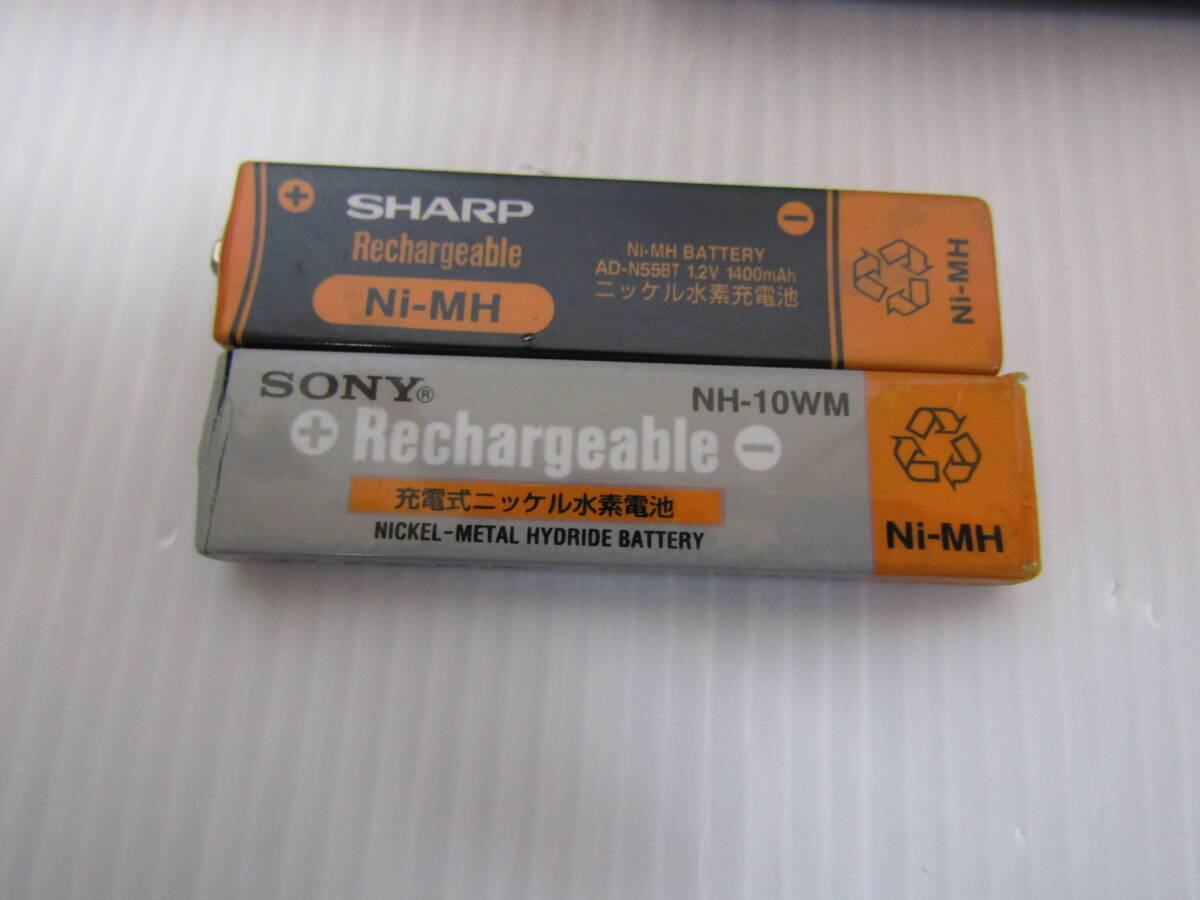 SHARP
Rechargeable
Ni-MH
Ni-MH BATTERY
AD-N55BT 1.2V 1400mAh
ニッケル水素充電池
Ni-MH
SONY®
NH-10WM
Rechargeable
充電式ニッケル水素電池
NICKEL-METAL HYDRIDE BATTERY
Ni-MH